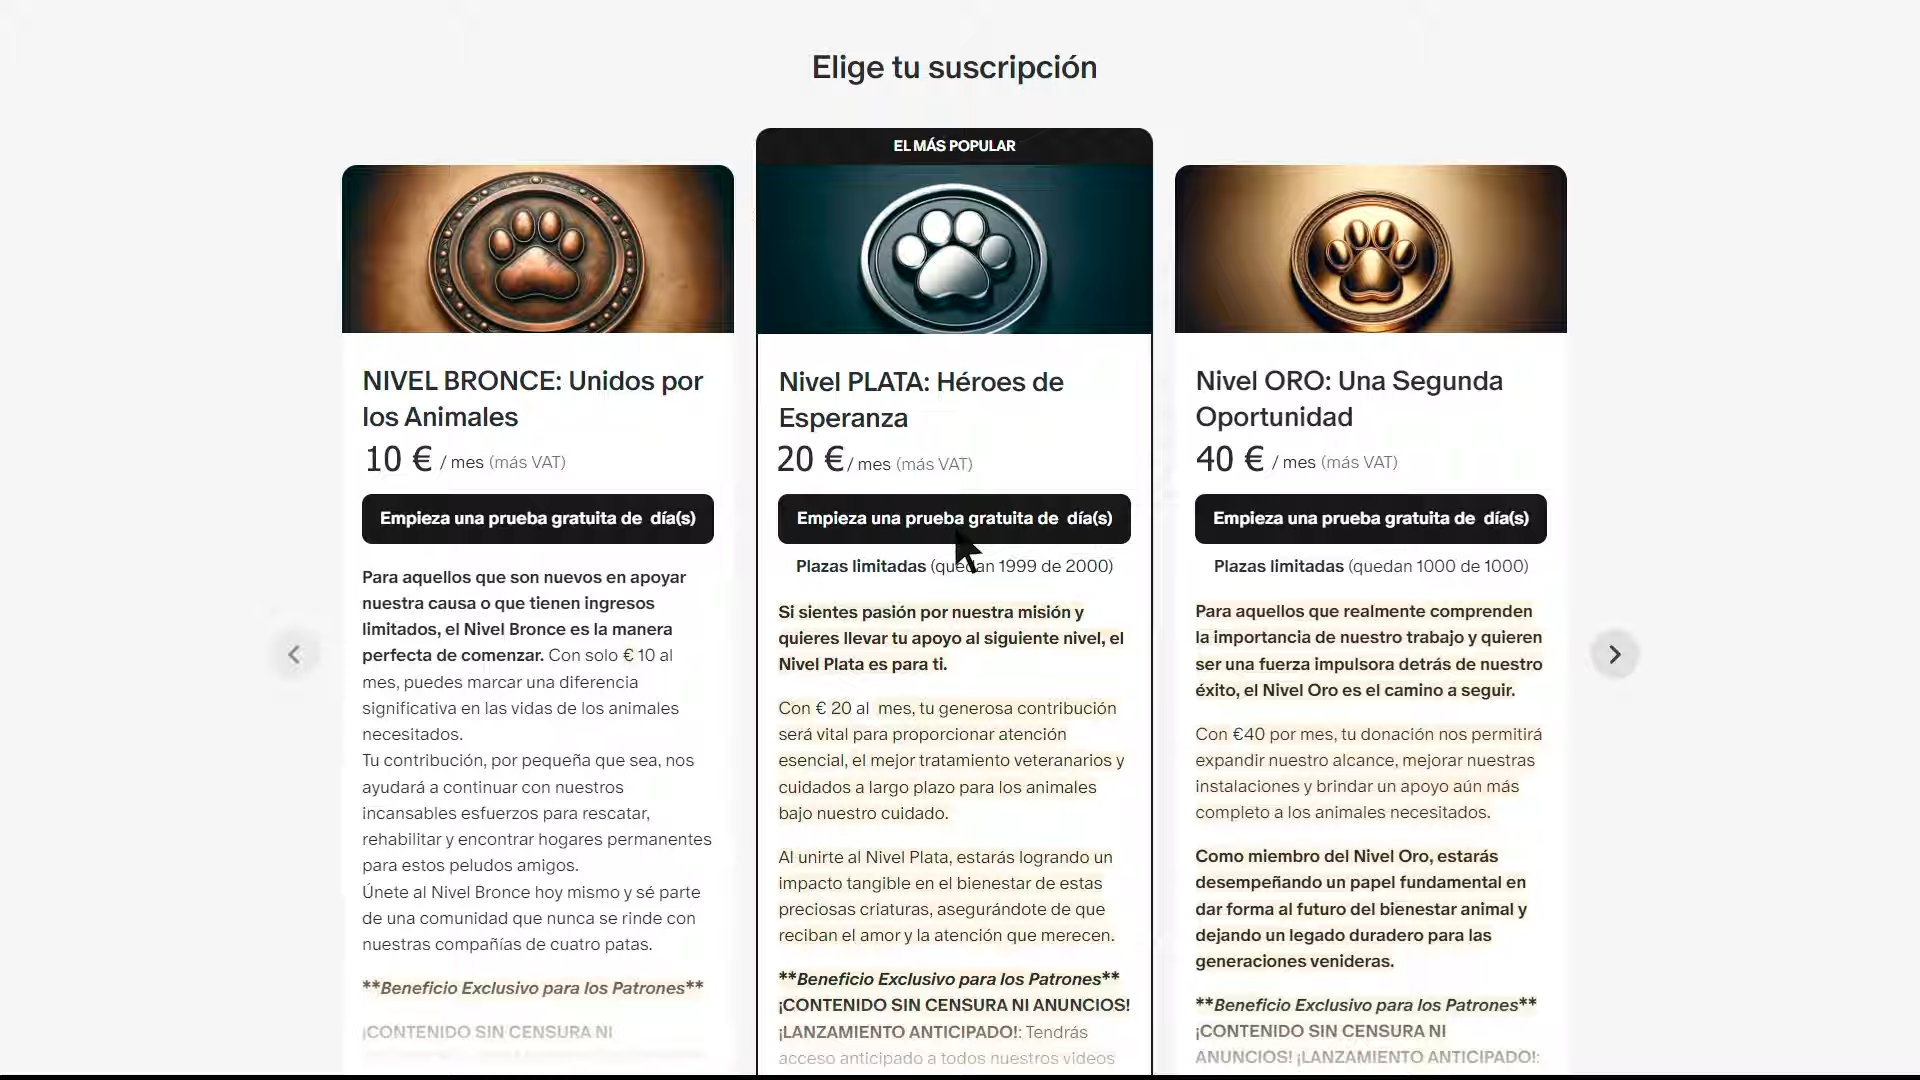 Elige tu suscripción
NIVEL BRONCE: Unidos por
los Animales
10 € / mes (más VAT)
Empieza una prueba gratuita de día(s)
Para aquellos que son nuevos en apoyar
nuestra causa o que tienen ingresos
limitados, el Nivel Bronce es la manera
perfecta de comenzar. Con solo € 10 al
mes, puedes marcar una diferencia
significativa en las vidas de los animales
necesitados.
Tu contribución, por pequeña que sea, nos
ayudará a continuar con nuestros
incansables esfuerzos para rescatar,
rehabilitar y encontrar hogares permanentes
para estos peludos amigos.
Únete al Nivel Bronce hoy mismo y sé parte
de una comunidad que nunca se rinde con
nuestras compañías de cuatro patas.
**Beneficio Exclusivo para los Patrones**
¡CONTENIDO SIN CENSURA NI
EL MÁS POPULAR
Nivel PLATA: Héroes de
Esperanza
20 € / mes (más VAT)
Empieza una prueba gratuita de día(s)
Plazas limitadas (quedan 1999 de 2000)
Si sientes pasión por nuestra misión y
quieres llevar tu apoyo al siguiente nivel, el
Nivel Plata es para ti.
Con € 20 al mes, tu generosa contribución
será vital para proporcionar atención
esencial, el mejor tratamiento veteranarios y
cuidados a largo plazo para los animales
bajo nuestro cuidado.
Al unirte al Nivel Plata, estarás logrando un
impacto tangible en el bienestar de estas
preciosas criaturas, asegurándote de que
reciban el amor y la atención que merecen.
**Beneficio Exclusivo para los Patrones**
¡CONTENIDO SIN CENSURA NI ANUNCIOS!
¡LANZAMIENTO ANTICIPADO!: Tendrás
acceso anticipado a todos nuestros videos
Nivel ORO: Una Segunda
Oportunidad
40 € / mes (más VAT)
Empieza una prueba gratuita de día(s)
Plazas limitadas (quedan 1000 de 1000)
Para aquellos que realmente comprenden
la importancia de nuestro trabajo y quieren
ser una fuerza impulsora detrás de nuestro
éxito, el Nivel Oro es el camino a seguir.
Con €40 por mes, tu donación nos permitirá
expandir nuestro alcance, mejorar nuestras
instalaciones y brindar un apoyo aún más
completo a los animales necesitados.
Como miembro del Nivel Oro, estarás
desempeñando un papel fundamental en
dar forma al futuro del bienestar animal y
dejando un legado duradero para las
generaciones venideras.
**Beneficio Exclusivo para los Patrones**
¡CONTENIDO SIN CENSURA NI
ANUNCIOS! ¡LANZAMIENTO ANTICIPADO!: